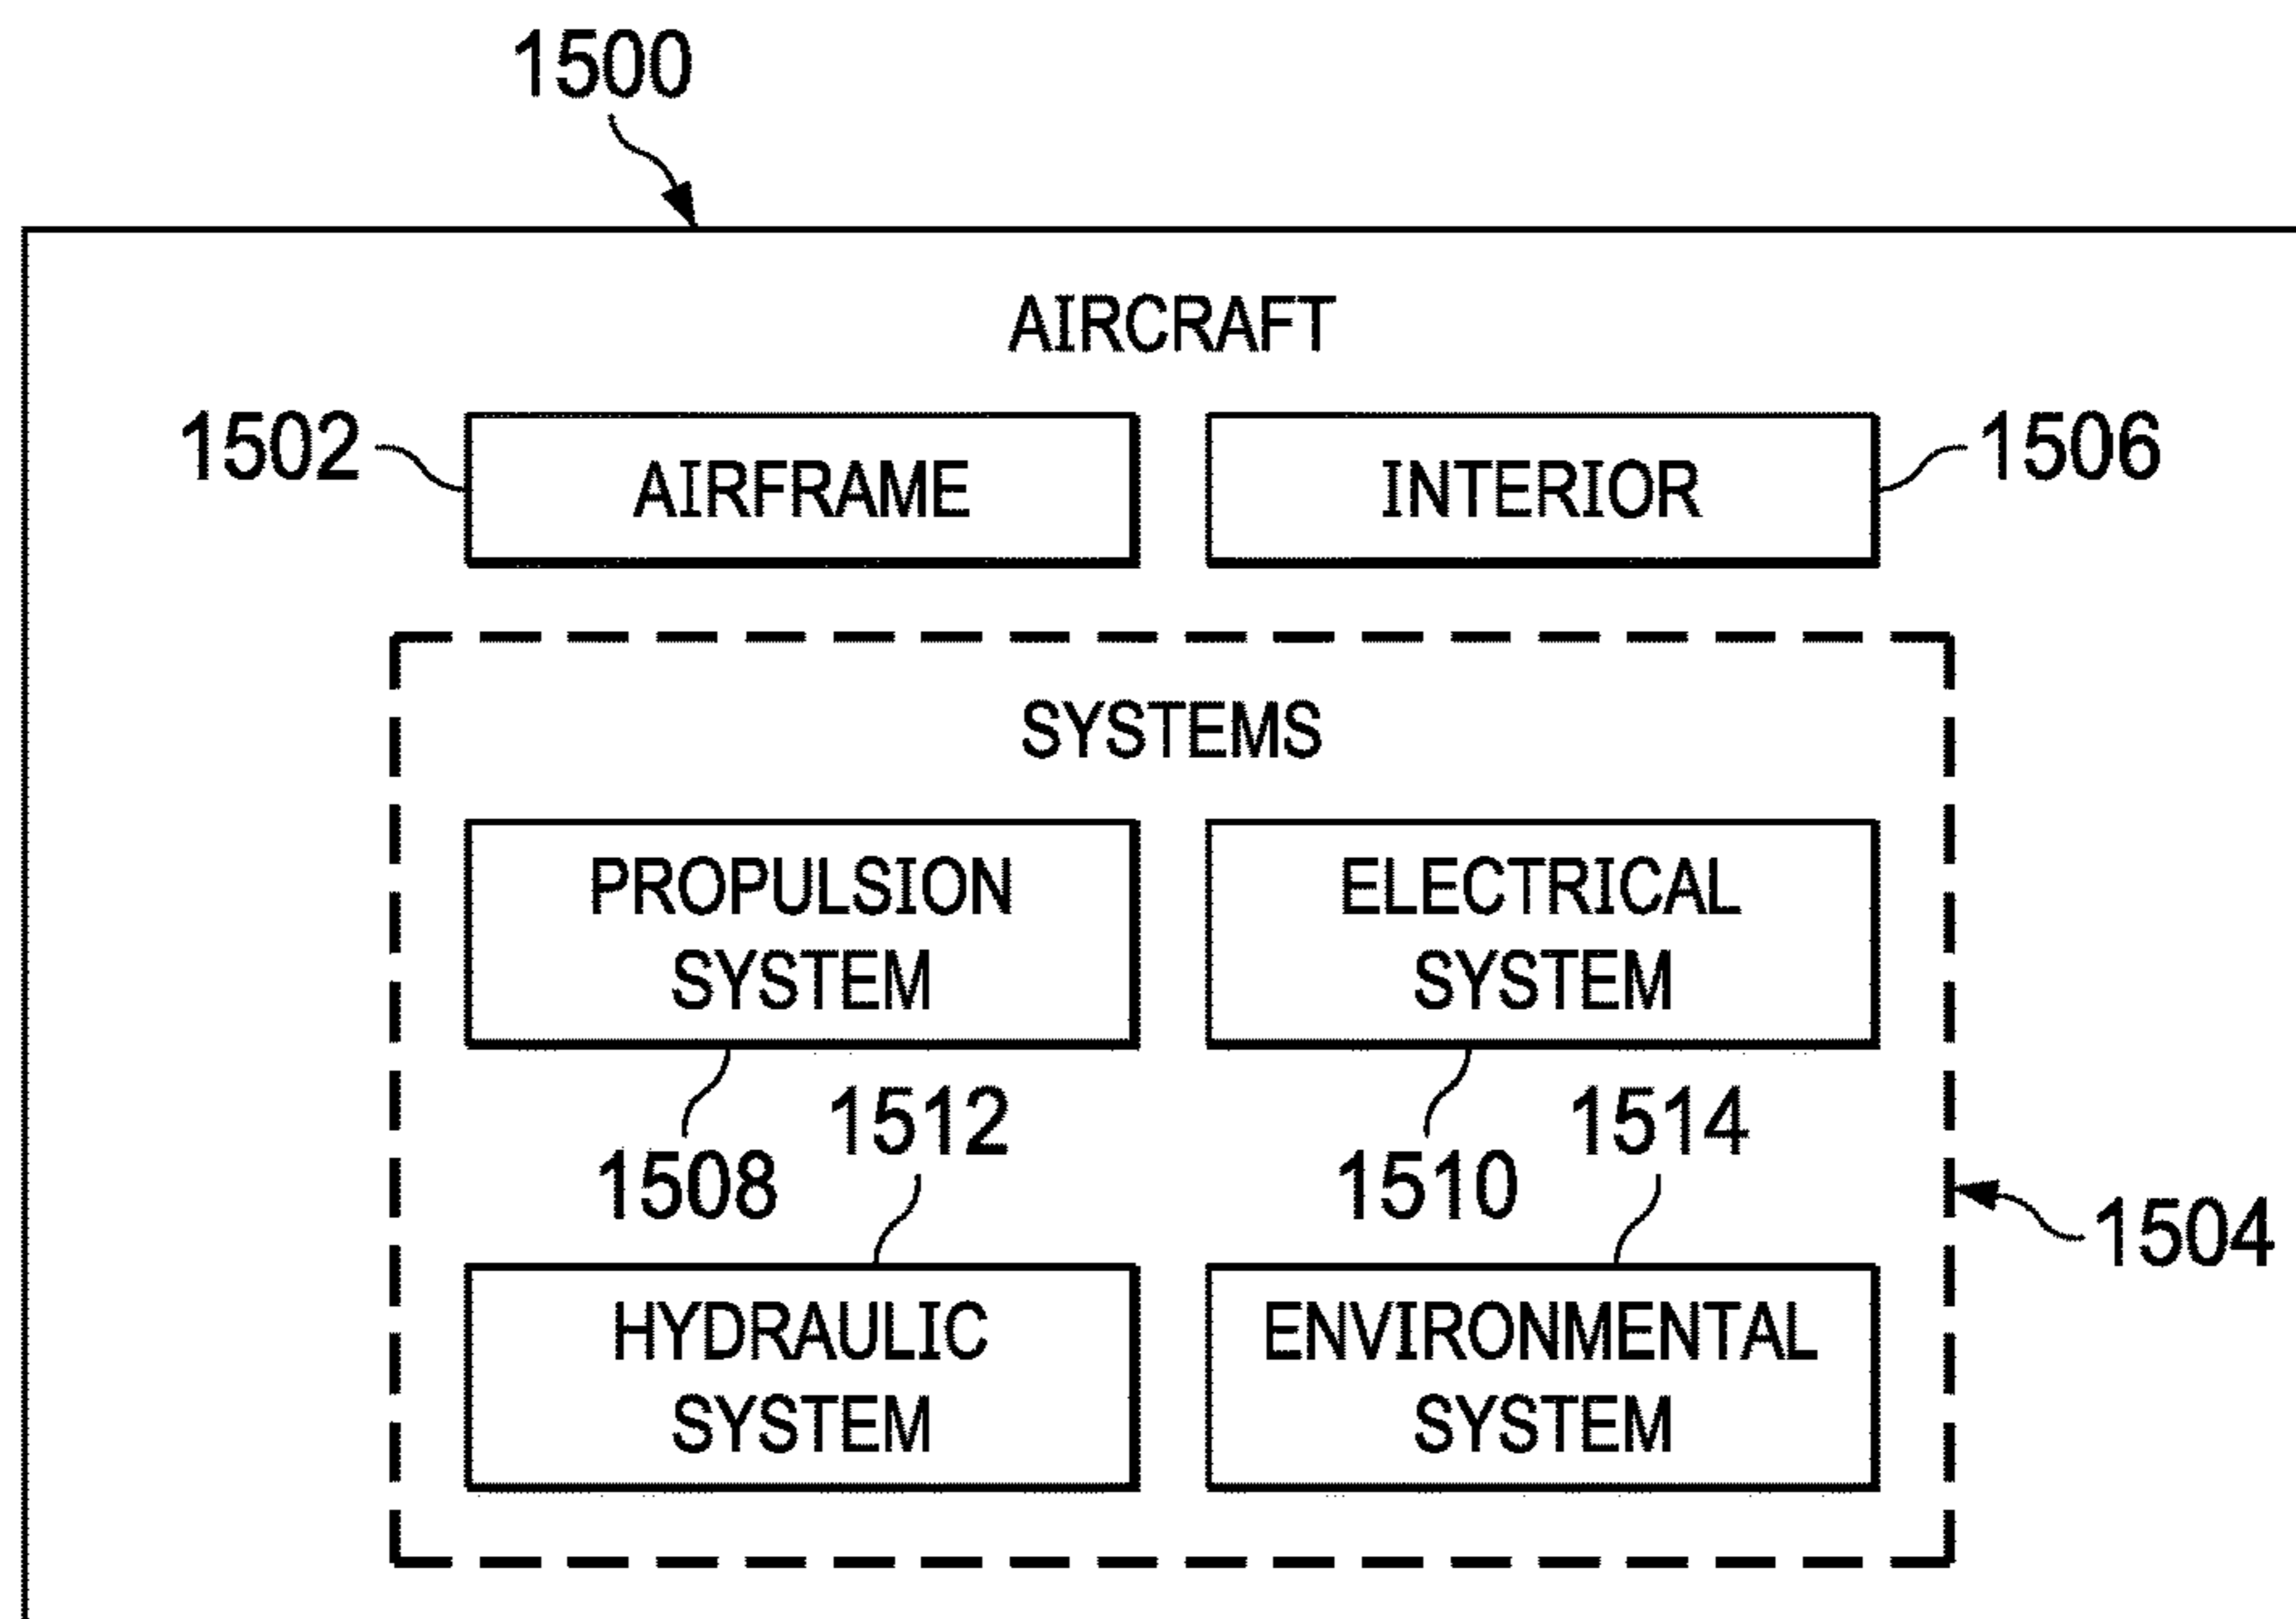 1500
AIRCRAFT
1502
AIRFRAME
INTERIOR
1506
SYSTEMS
PROPULSION
SYSTEM
ELECTRICAL
SYSTEM
1508
1512
1510
1514
1504
HYDRAULIC
SYSTEM
ENVIRONMENTAL
SYSTEM